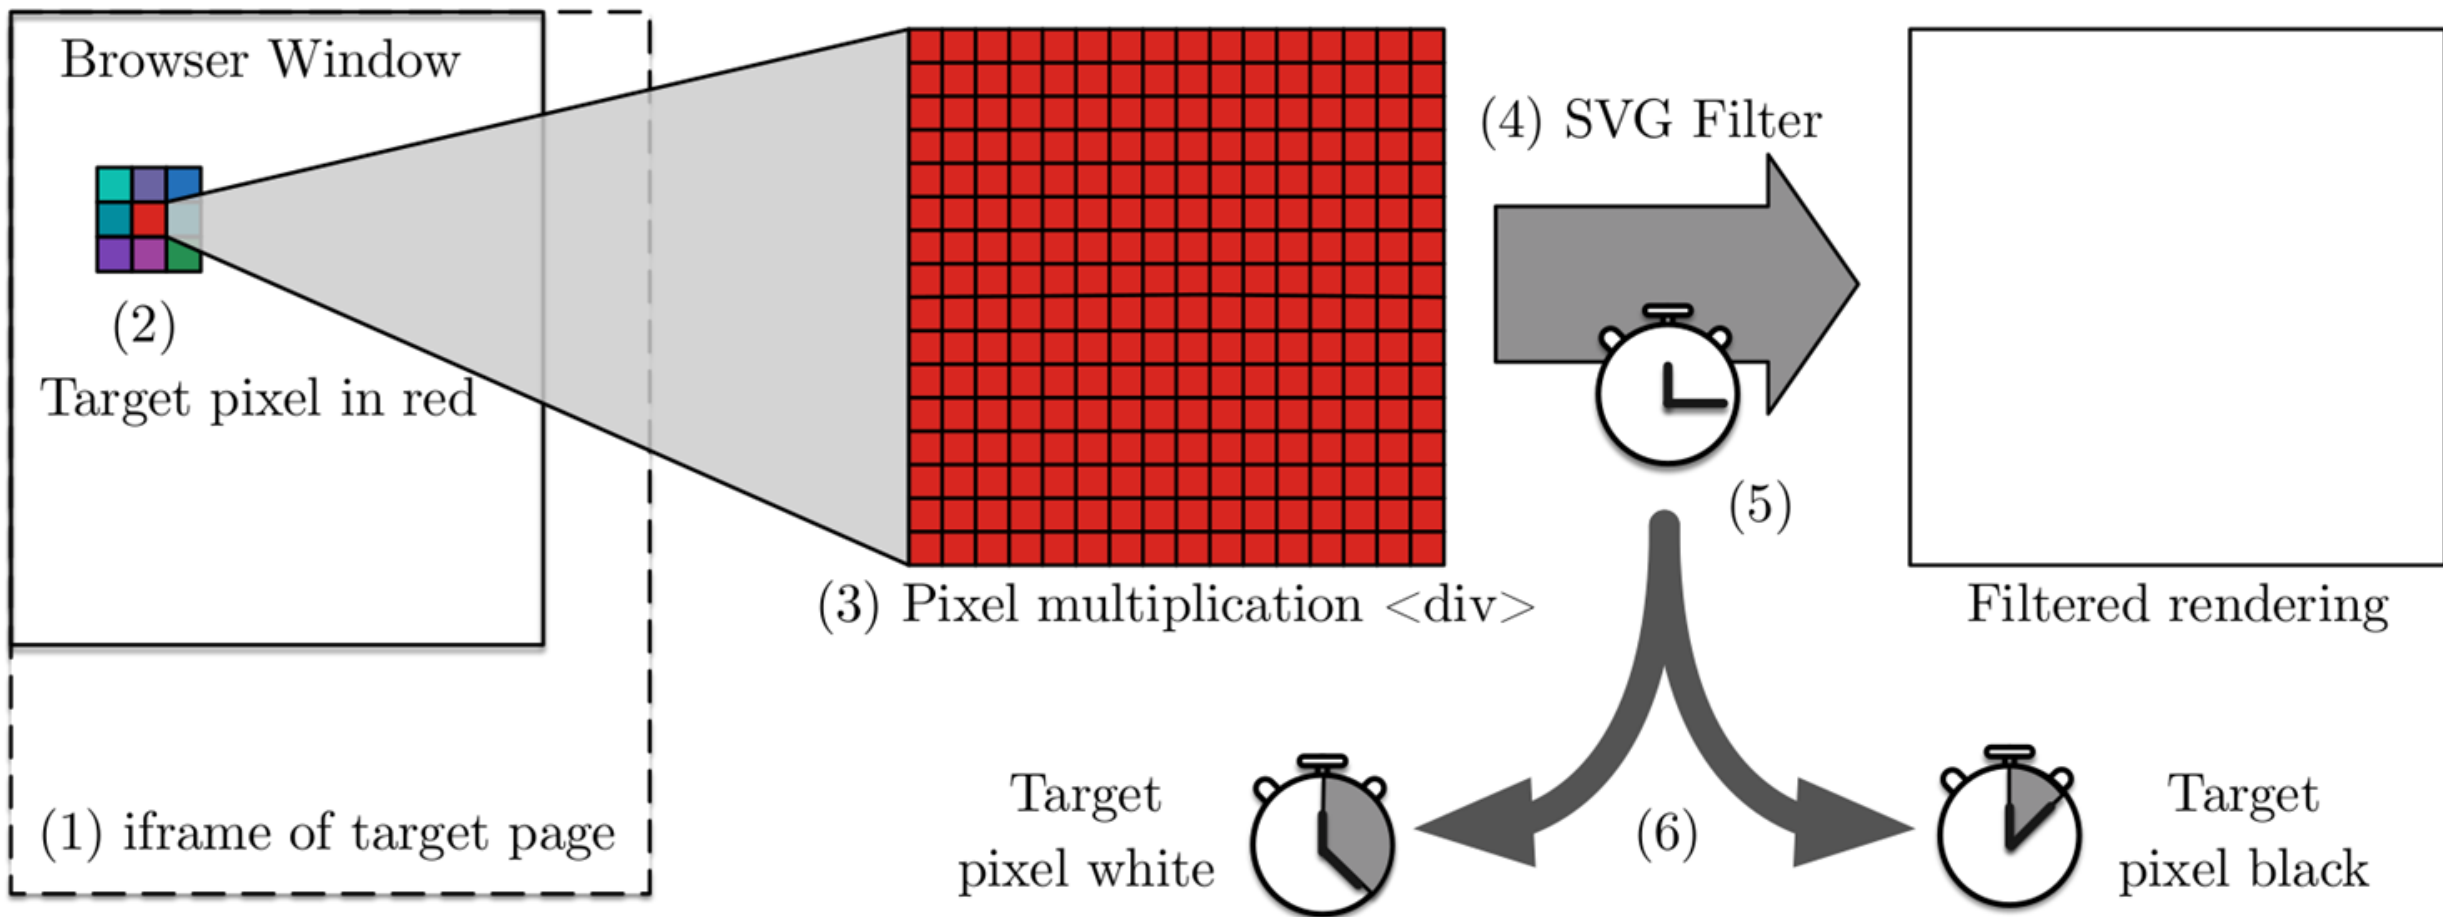 Browser Window
(2)
Target pixel in red
(1) iframe of target page
(3) Pixel multiplication <div>
(4) SVG Filter
(5)
Filtered rendering
Target
pixel white
(6)
Target
pixel black